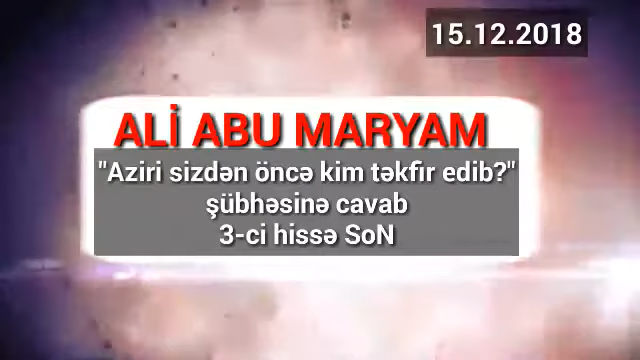 15.12.2018
ALİ ABU MARYAM
"Aziri sizdən öncə kim təkfir edib?"
şübhəsinə cavab
3-ci hissə SoN